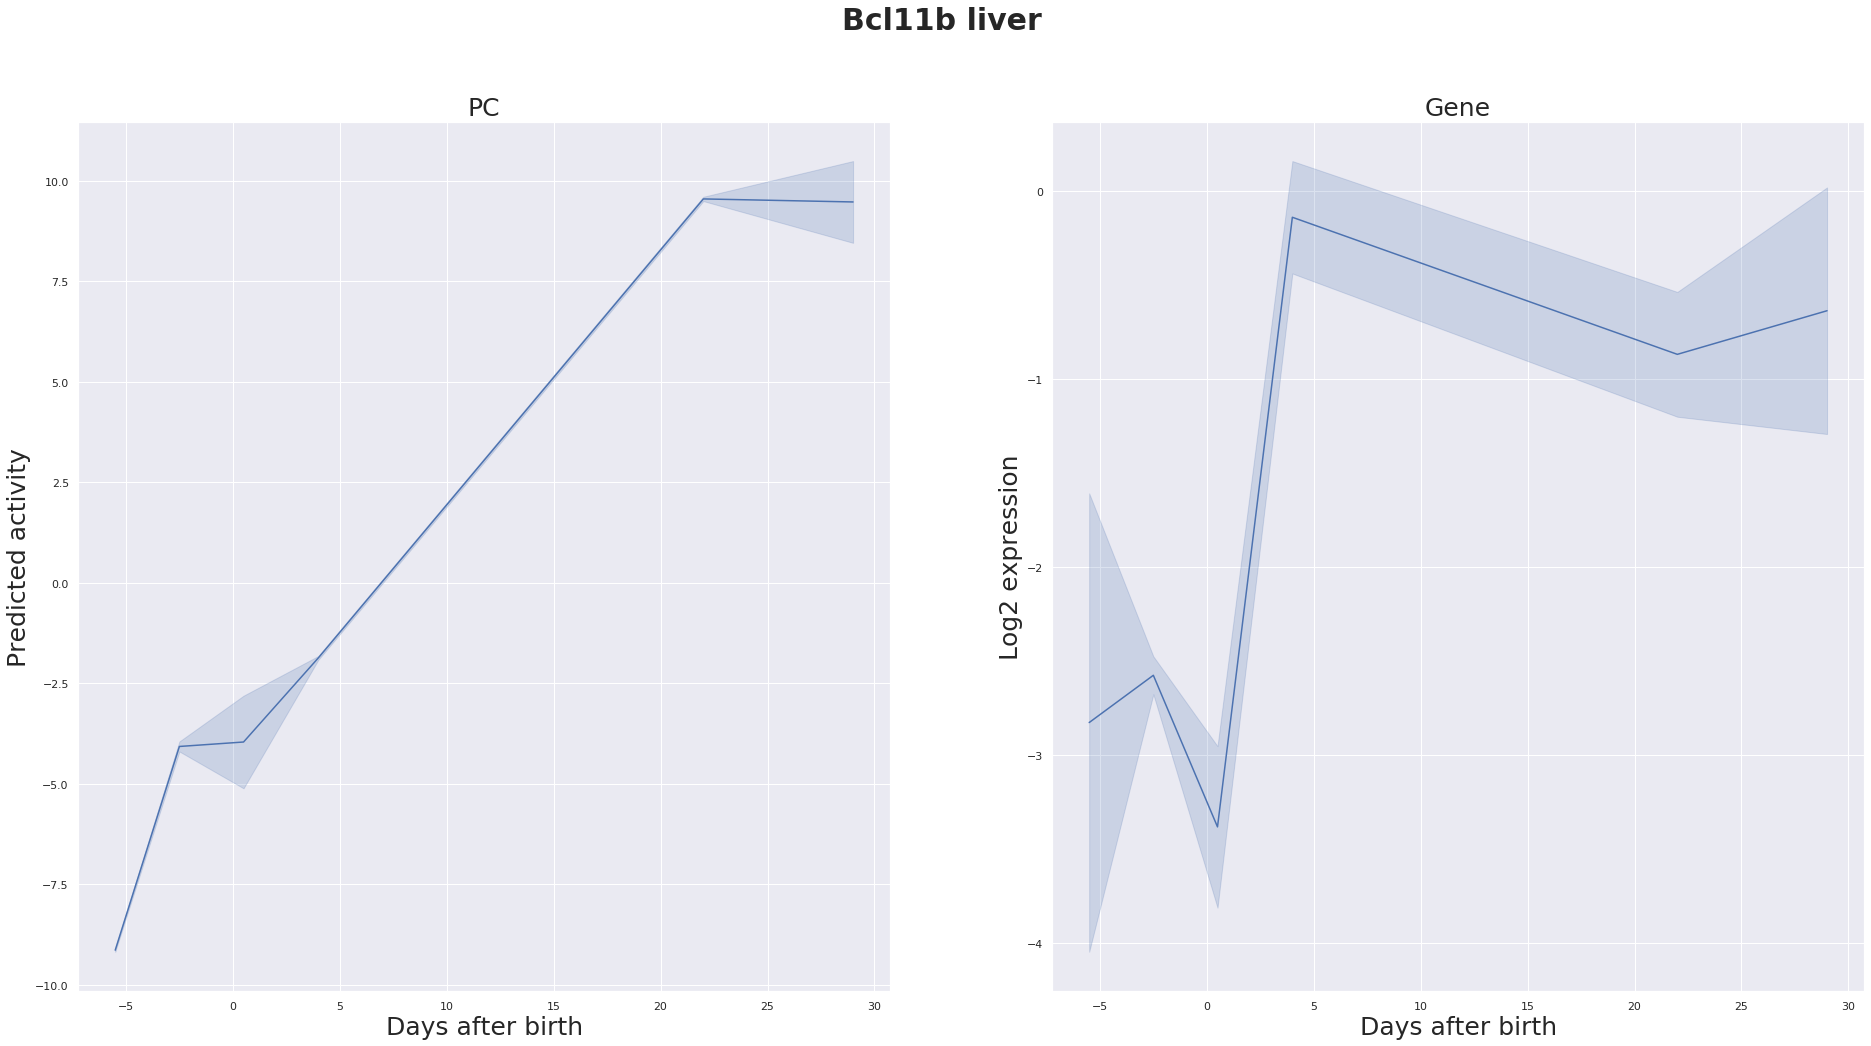 Bcl11b liver
PC
Predicted activity
10.0
7.5
5.0
2.5
0.0
−2.5
−5.0
−7.5
−10.0
−5 0 5 10 15 20 25 30
Days after birth
Gene
Log2 expression
0
−1
−2
−3
−4
−5 0 5 10 15 20 25 30
Days after birth